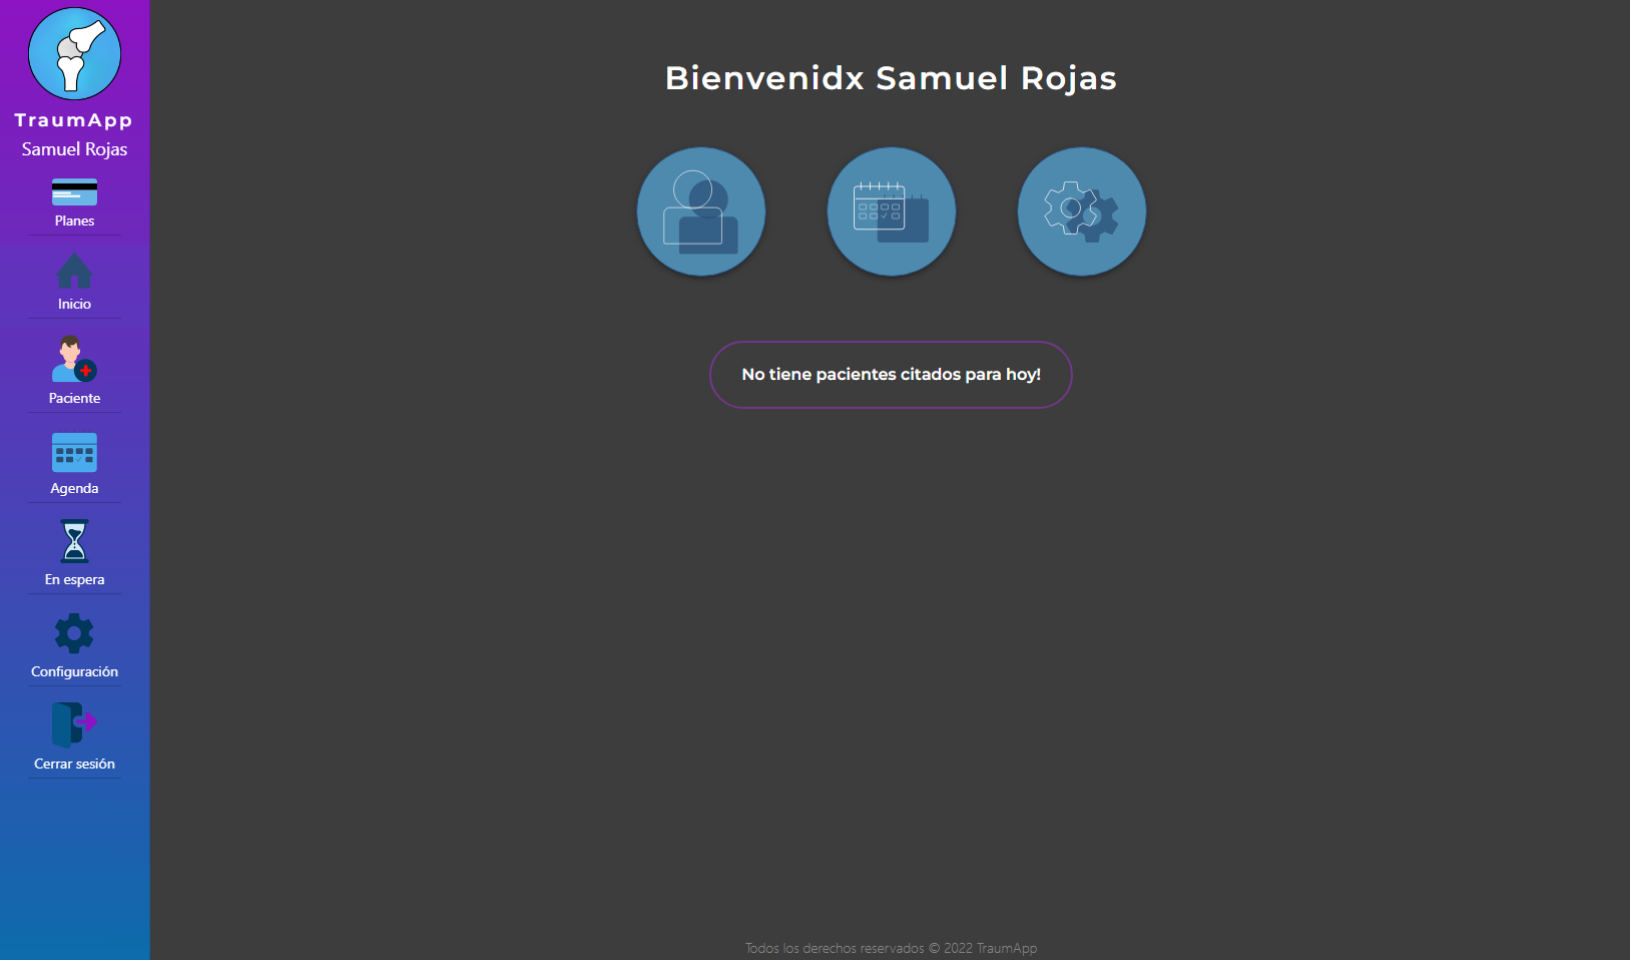 TraumApp
Samuel Rojas
Planes
Inicio
Paciente
Agenda
En espera
Configuración
Cerrar sesión
Bienvenidx Samuel Rojas
No tiene pacientes citados para hoy!
Todos los derechos reservados © 2022 TraumApp